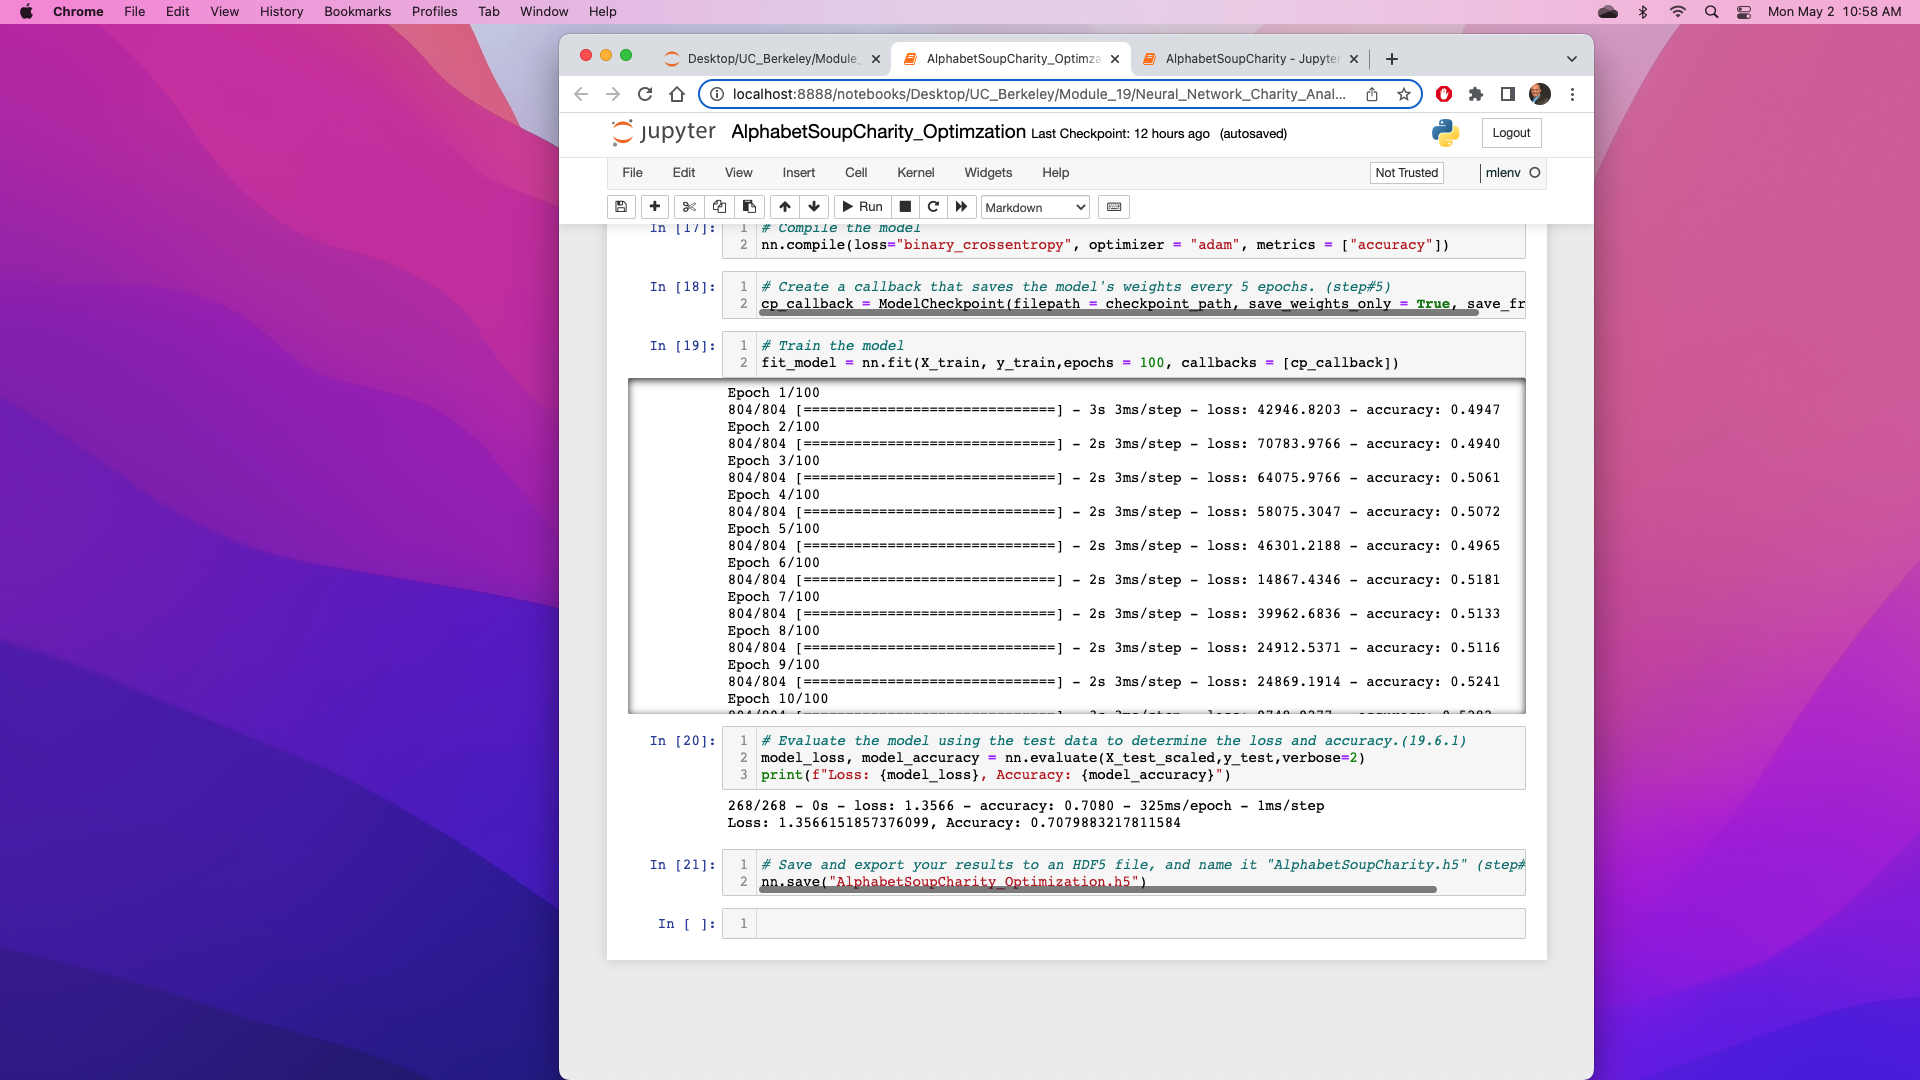 Chrome File Edit View History Bookmarks Profiles Tab Window Help Mon May 2 10:58 AM
Desktop/UC_Berkeley/Module_ AlphabetSoupCharity_Optimza AlphabetSoupCharity - Jupyter
localhost:8888/notebooks/Desktop/UC_Berkeley/Module_19/Neural_Network_Charity_Anal...
jupyter AlphabetSoupCharity_Optimzation Last Checkpoint: 12 hours ago (autosaved) Logout
File Edit View Insert Cell Kernel Widgets Help Not Trusted mlenv
Run Markdown
In [17]: 1 # Compile the model
2 nn.compile(loss="binary_crossentropy", optimizer = "adam", metrics = ["accuracy"])
In [18]: 1 # Create a callback that saves the model's weights every 5 epochs. (step#5)
2 cp_callback = ModelCheckpoint(filepath = checkpoint_path, save_weights_only = True, save_fr
In [19]: 1 # Train the model
2 fit_model = nn.fit(X_train, y_train,epochs = 100, callbacks = [cp_callback])
Epoch 1/100
804/804 [==============================] - 3s 3ms/step - loss: 42946.8203 - accuracy: 0.4947
Epoch 2/100
804/804 [==============================] - 2s 3ms/step - loss: 70783.9766 - accuracy: 0.4940
Epoch 3/100
804/804 [==============================] - 2s 3ms/step - loss: 64075.9766 - accuracy: 0.5061
Epoch 4/100
804/804 [==============================] - 2s 3ms/step - loss: 58075.3047 - accuracy: 0.5072
Epoch 5/100
804/804 [==============================] - 2s 3ms/step - loss: 46301.2188 - accuracy: 0.4965
Epoch 6/100
804/804 [==============================] - 2s 3ms/step - loss: 14867.4346 - accuracy: 0.5181
Epoch 7/100
804/804 [==============================] - 2s 3ms/step - loss: 39962.6836 - accuracy: 0.5133
Epoch 8/100
804/804 [==============================] - 2s 3ms/step - loss: 24912.5371 - accuracy: 0.5116
Epoch 9/100
804/804 [==============================] - 2s 3ms/step - loss: 24869.1914 - accuracy: 0.5241
Epoch 10/100
In [20]: 1 # Evaluate the model using the test data to determine the loss and accuracy.(19.6.1)
2 model_loss, model_accuracy = nn.evaluate(X_test_scaled,y_test,verbose=2)
3 print(f"Loss: {model_loss}, Accuracy: {model_accuracy}")
268/268 - 0s - loss: 1.3566 - accuracy: 0.7080 - 325ms/epoch - 1ms/step
Loss: 1.3566151857376099, Accuracy: 0.7079883217811584
In [21]: 1 # Save and export your results to an HDF5 file, and name it "AlphabetSoupCharity.h5" (step#
2 nn.save("AlphabetSoupCharity_Optimization.h5")
In [ ]: 1